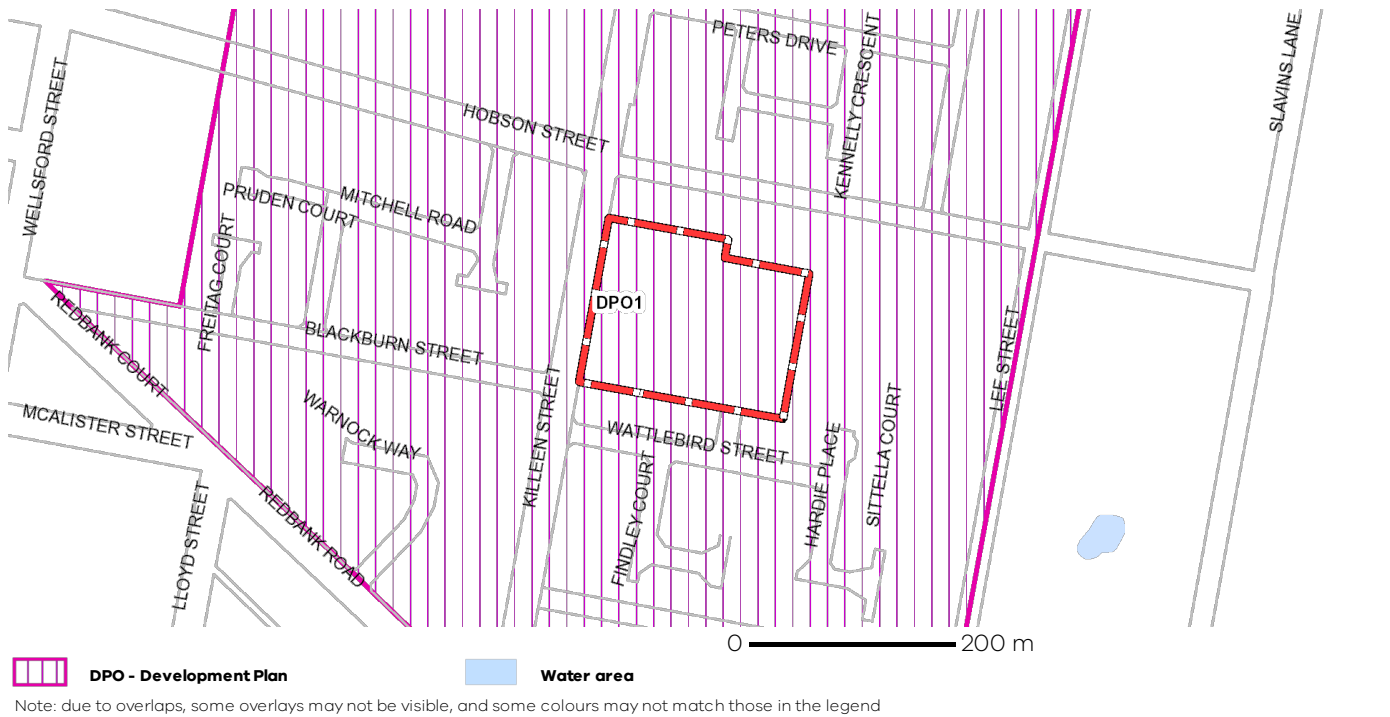 PETERS DRIVE
KENNELLY CRESCENT
SLAVINS LANE
WELLSFORD STREET
HOBSON STREET
MITCHELL ROAD
PRUDEN COURT
FREITAG COURT
DPO1
REDBANK COURT
BLACKBURN STREET
LEE STREET
MCALISTER STREET
WARNOCK WAY
KILLEEN STREET
WATTLEBIRD STREET
HARDIE PLACE
SITTELLA COURT
FINDLEY COURT
LLOYD STREET
REDBANK ROAD
0 200 m
DPO - Development Plan
Water area
Note: due to overlaps, some overlays may not be visible, and some colours may not match those in the legend